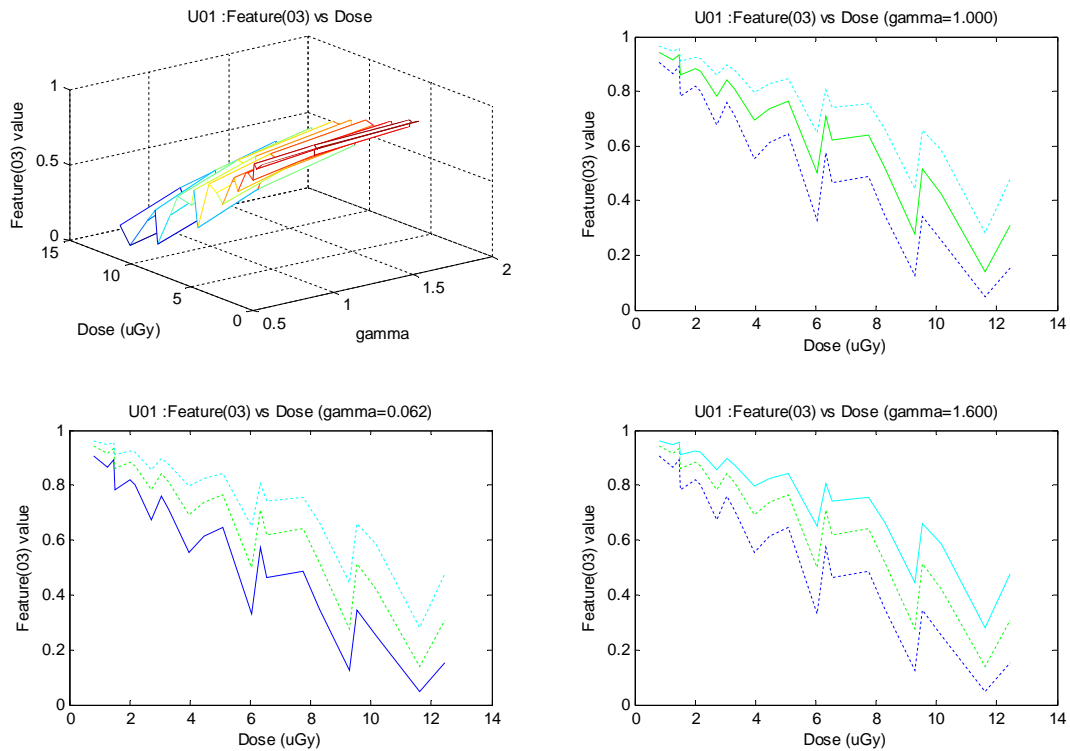 U01 :Feature(03) vs Dose
1
0.5
0
Feature(03) value
15
10
5
0
Dose (uGy)
0.5
1
1.5
2
gamma
U01 :Feature(03) vs Dose (gamma=1.000)
1
0.8
0.6
0.4
0.2
0
Feature(03) value
0 2 4 6 8 10 12 14
Dose (uGy)
U01 :Feature(03) vs Dose (gamma=0.062)
1
0.8
0.6
0.4
0.2
0
Feature(03) value
0 2 4 6 8 10 12 14
Dose (uGy)
U01 :Feature(03) vs Dose (gamma=1.600)
1
0.8
0.6
0.4
0.2
0
Feature(03) value
0 2 4 6 8 10 12 14
Dose (uGy)